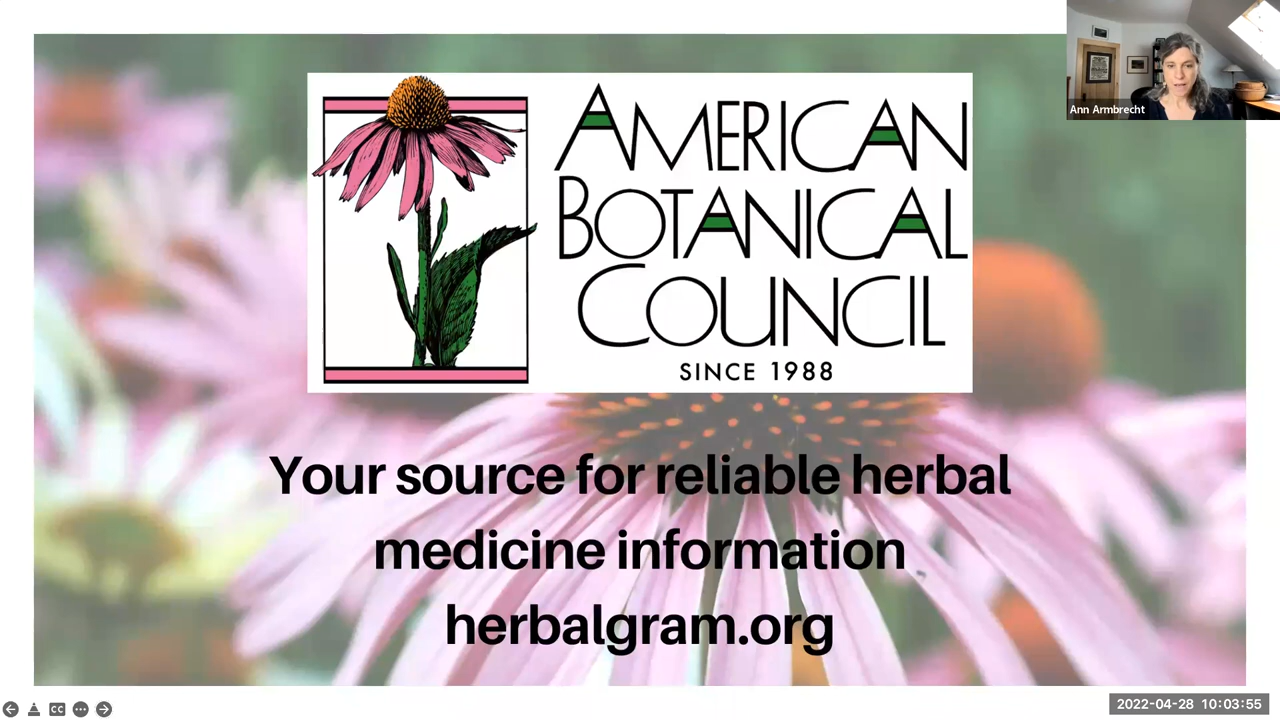 AMERICAN
BOTANICAL
COUNCIL
SINCE 1988
Your source for reliable herbal
medicine information
herbalgram.org
Ann Armbrecht
CC
2022-04-28 10:03:55